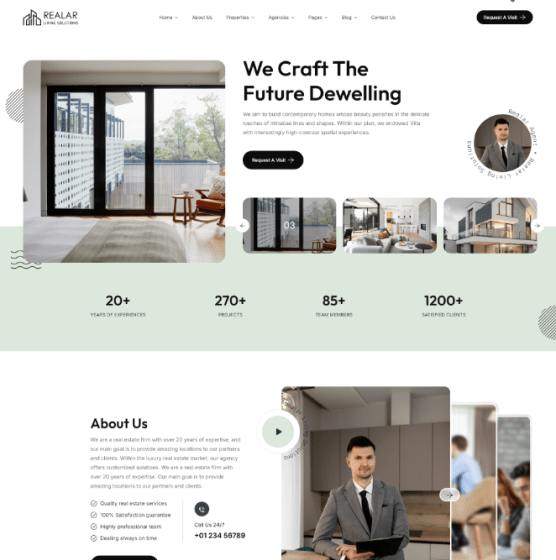 REALAR
LIVING SOLUTIONS
Home
About Us
Properties
Agencies
Pages
Blog
Contact Us
Request A Visit
We Craft The
Future Dewelling
We aim to build contemporary homes whose beauty perishes in the delicate
touches of minimal lines and shapes. Within our plan, we endowed Villa
with interestingly high-contrast spatial experiences.
Request A Visit
Realar Agent • Realar Living Solution
03
20+
YEARS OF EXPERIENCES
270+
PROJECTS
85+
TEAM MEMBERS
1200+
SATISFIED CLIENTS
About Us
We are a real estate firm with over 20 years of expertise, and
our main goal is to provide amazing locations to our partners
and clients. Within the luxury real estate market, our agency
offers customized solutions. We are a real estate firm with
over 20 years of expertise. Our main goal is to provide
amazing locations to our partners and clients.
Quality real estate services
100% Satisfaction guarantee
Highly professional team
Dealing always on time
Call Us 24/7
+01 234 56789